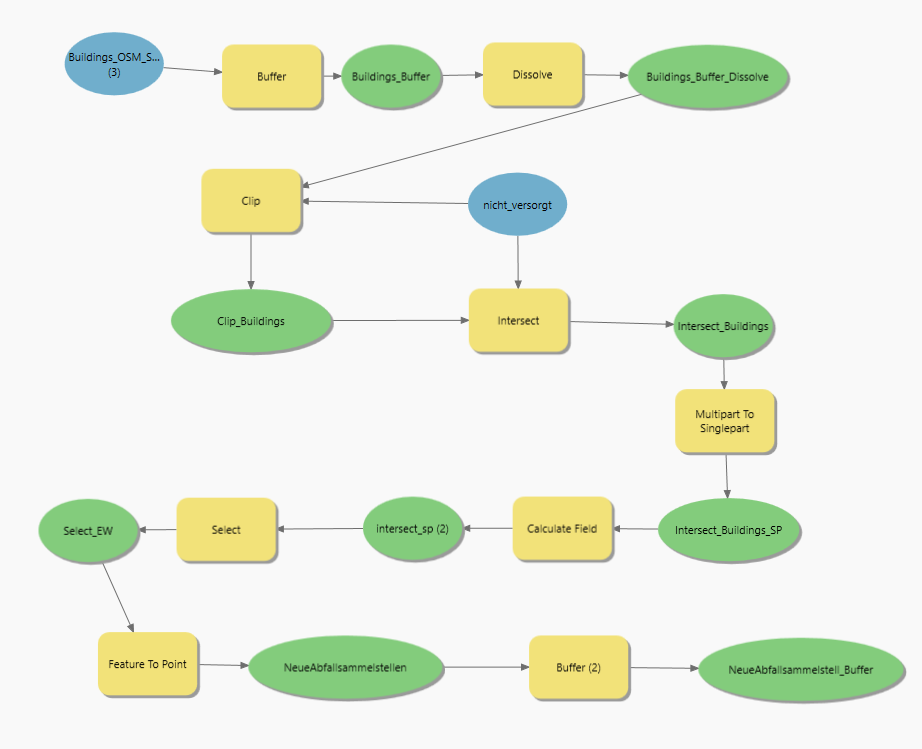 Buildings_OSM_S...
(3)
Buffer
Buildings_Buffer
Dissolve
Buildings_Buffer_Dissolve
Clip
nicht_versorgt
Clip_Buildings
Intersect
Intersect_Buildings
Multipart To
Singlepart
Select_EW
Select
intersect_sp (2)
Calculate Field
Intersect_Buildings_SP
Feature To Point
NeueAbfallsammelstellen
Buffer (2)
NeueAbfallsammelstell_Buffer